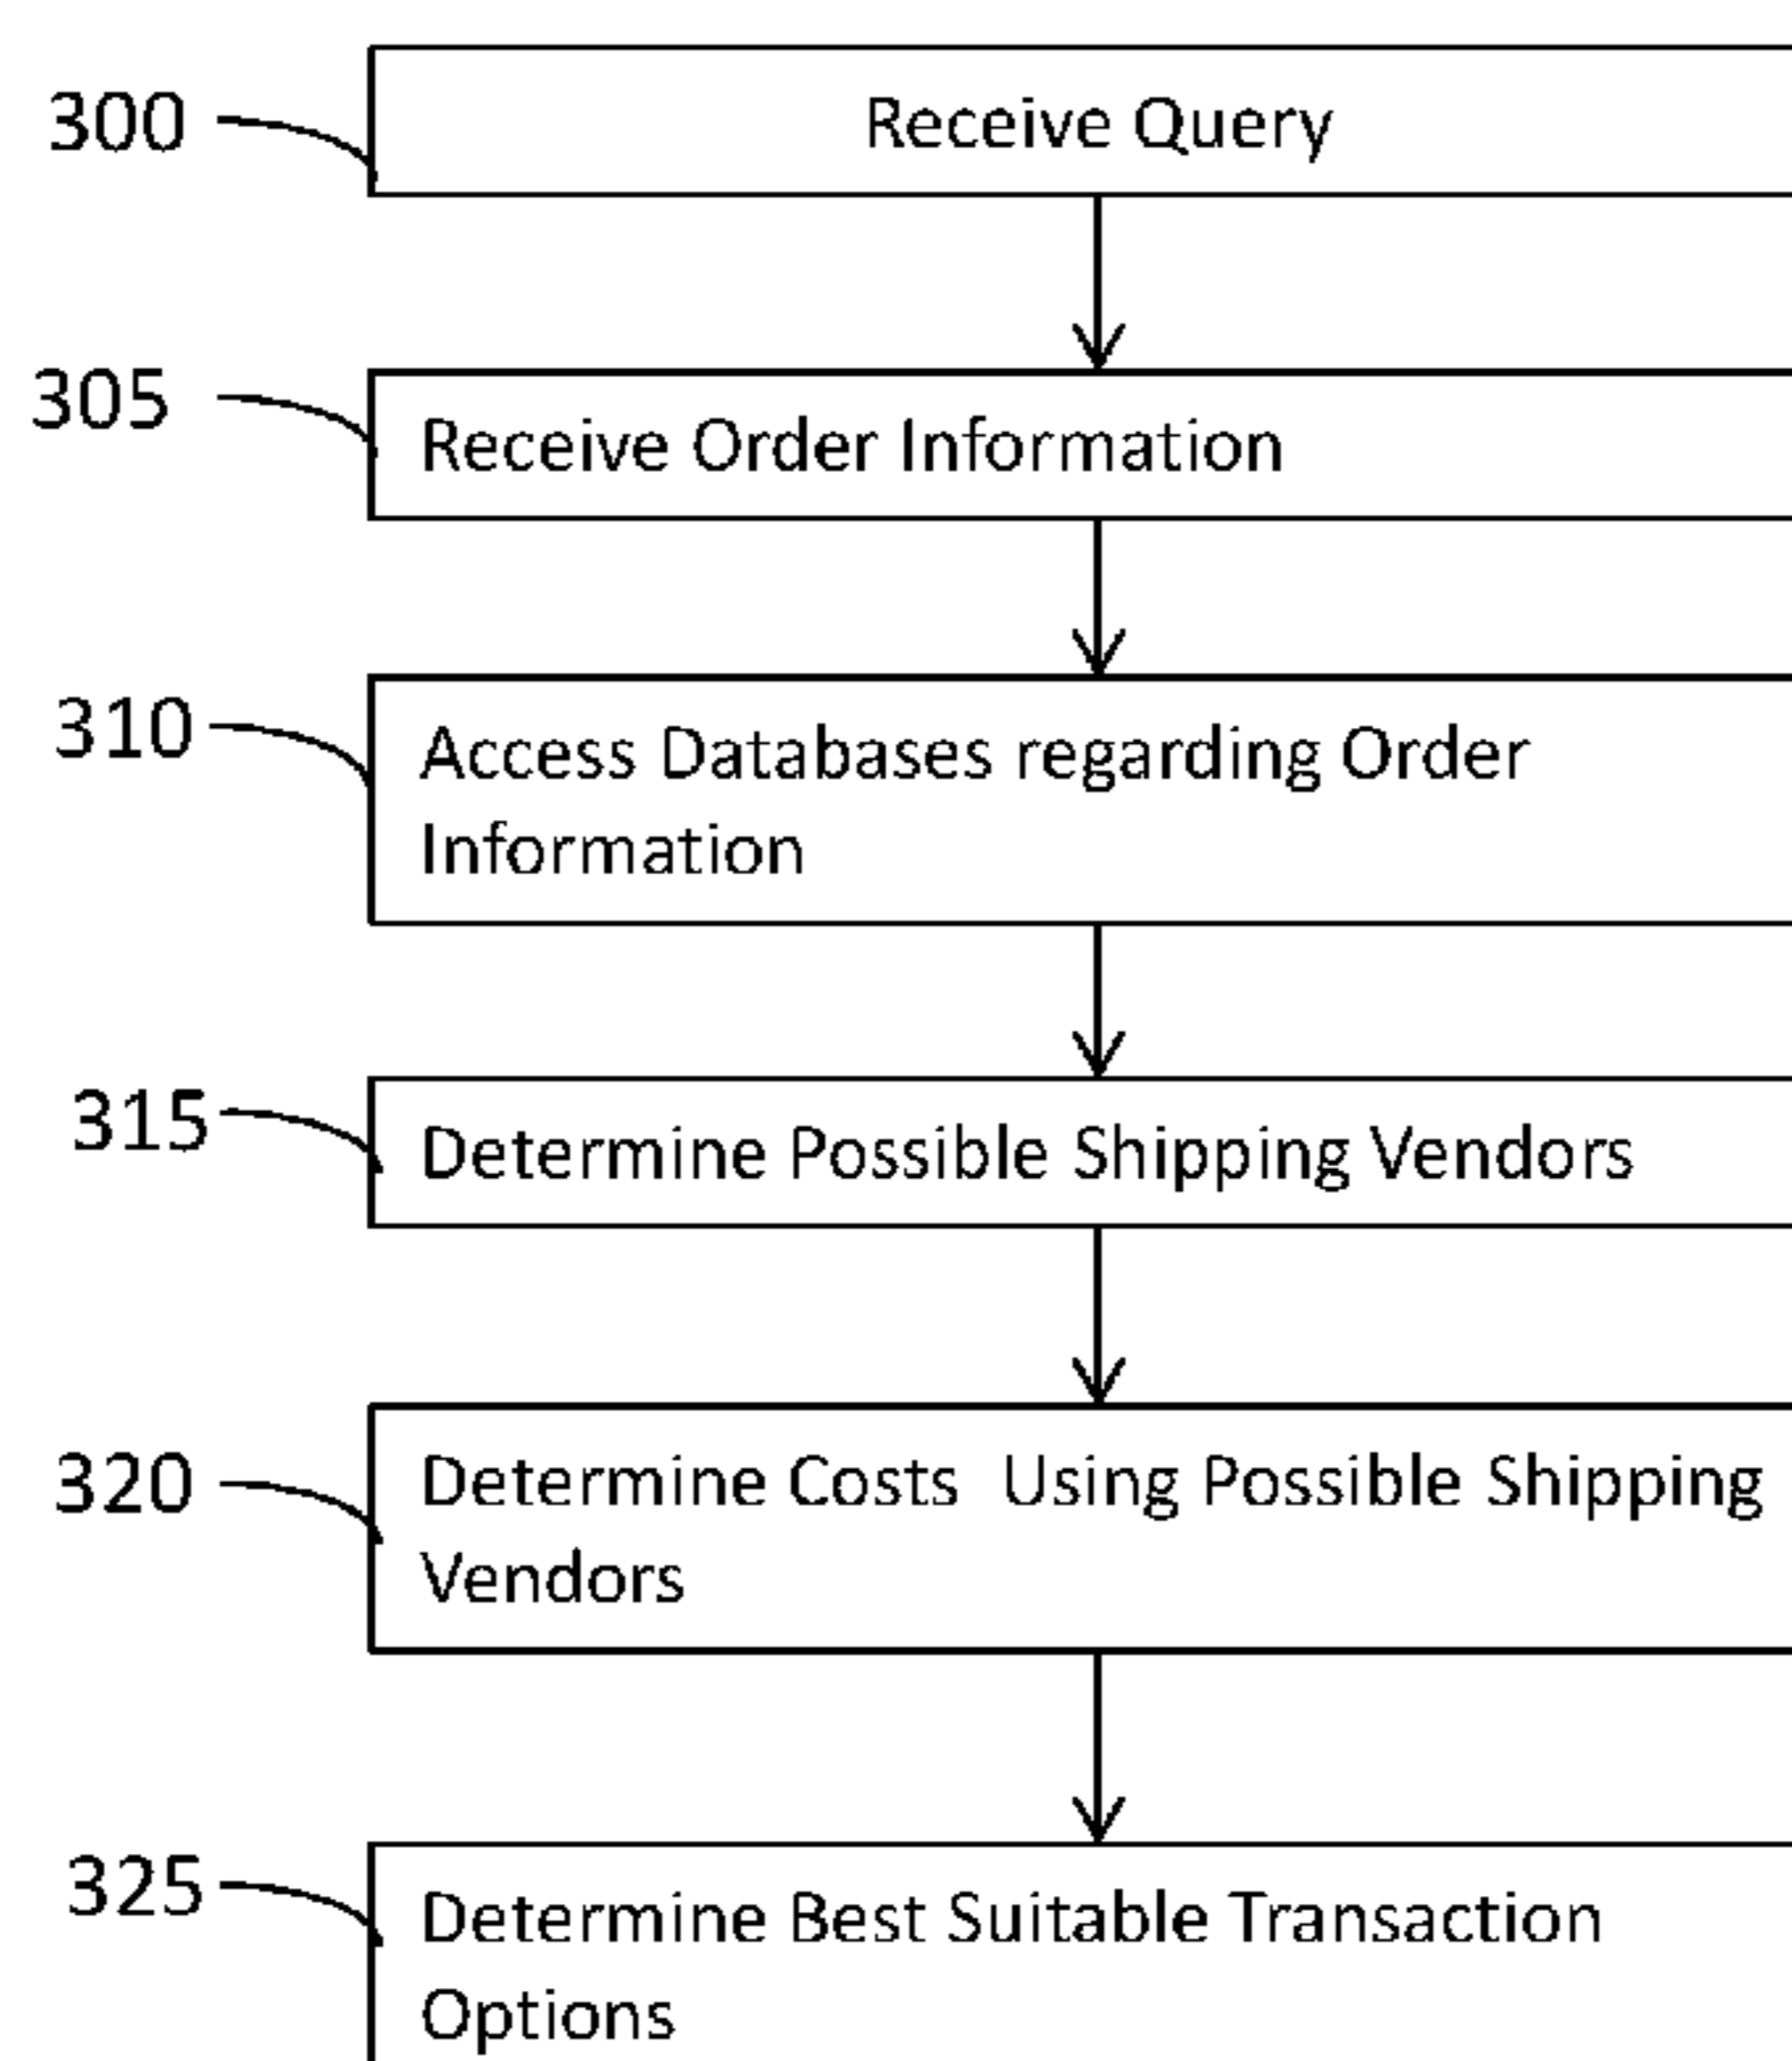 300
Receive Query
305
Receive Order Information
310
Access Databases regarding Order
Information
315
Determine Possible Shipping Vendors
320
Determine Costs  Using Possible Shipping
Vendors
325
Determine Best Suitable Transaction
Options